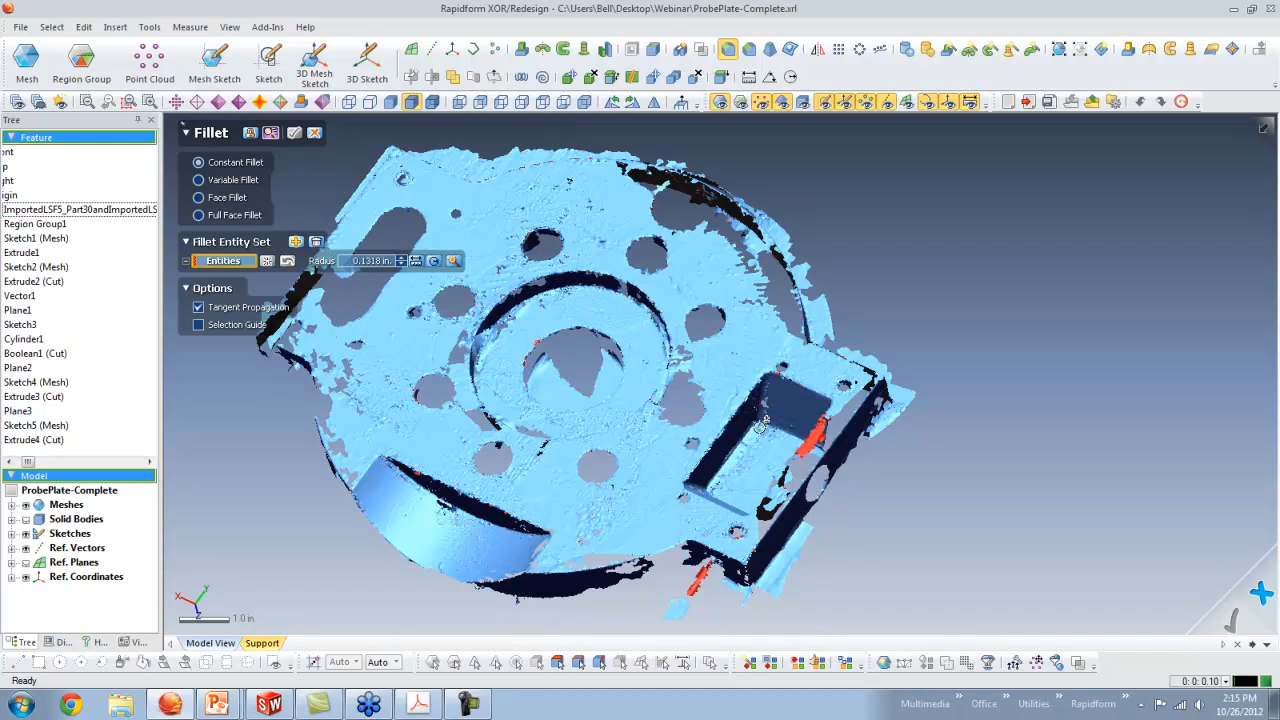 Rapidform XOR/Redesign - C:\Users\Bell\Desktop\Webinar\ProbePlate-Complete.xrl
File Select Edit Insert Tools Measure View Add-Ins Help
Mesh Region Group Point Cloud Mesh Sketch Sketch 3D Mesh Sketch 3D Sketch
Tree
Feature
ont
p
ght
igin
ImportedLSF5_Part30andImportedLS
Region Group1
Sketch1 (Mesh)
Extrude1
Sketch2 (Mesh)
Extrude2 (Cut)
Vector1
Plane1
Sketch3
Cylinder1
Boolean1 (Cut)
Plane2
Sketch4 (Mesh)
Extrude3 (Cut)
Plane3
Sketch5 (Mesh)
Extrude4 (Cut)
Model
ProbePlate-Complete
Meshes
Solid Bodies
Sketches
Ref. Vectors
Ref. Planes
Ref. Coordinates
Tree Di... H... Vi...
Fillet
Constant Fillet
Variable Fillet
Face Fillet
Full Face Fillet
Fillet Entity Set
Entities Radius 0.1318 in.
Options
Tangent Propagation
Selection Guide
X Y Z
1.0 in.
Model View Support
Auto Auto
Ready
0: 0: 0.10
Multimedia Office Utilities Rapidform
2:15 PM
10/26/2012